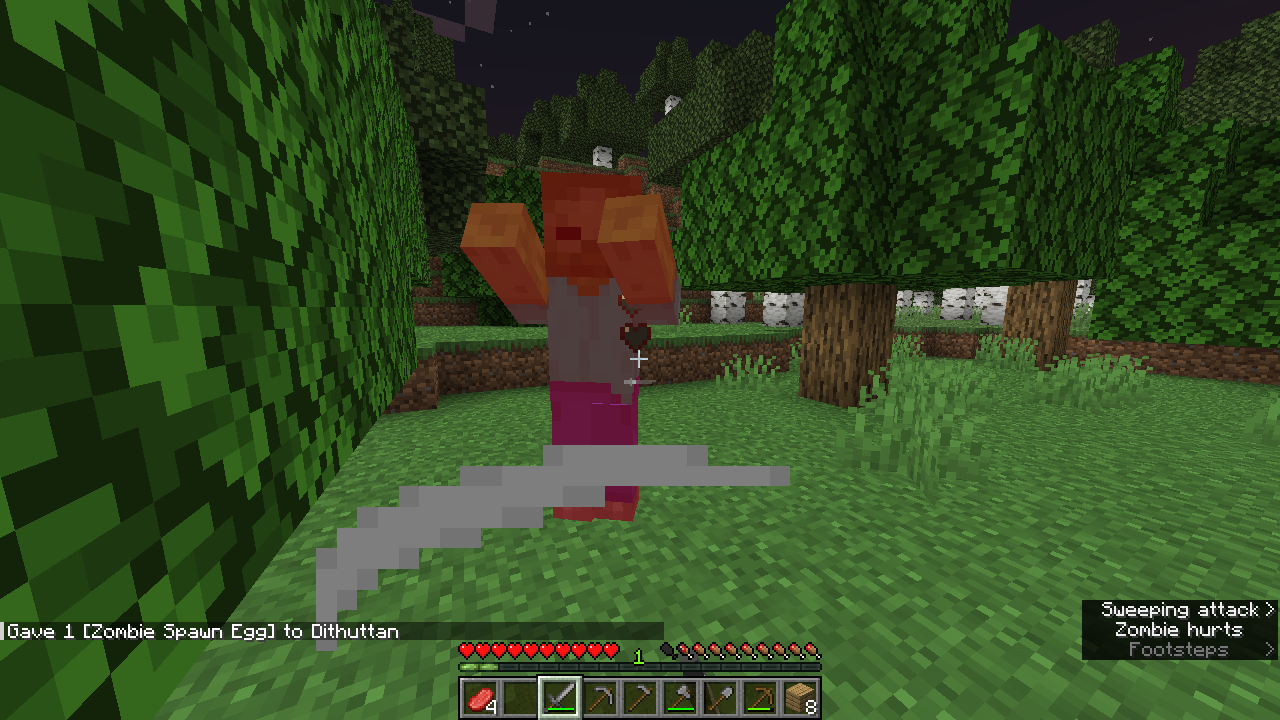 Gave 1 [Zombie Spawn Egg] to Dithuttan
Sweeping attack >
Zombie hurts
Footsteps >
1
4
8